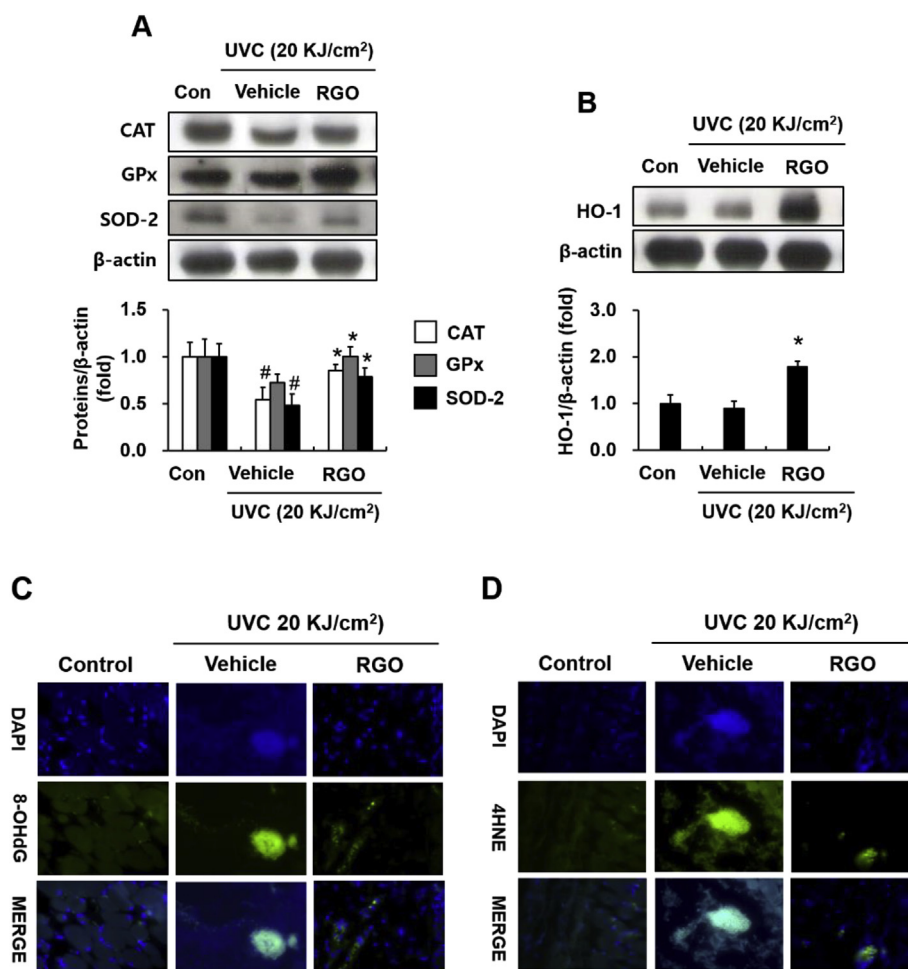 A
UVC (20 KJ/cm²)
Con Vehicle RGO
CAT
GPx
SOD-2
β-actin
Proteins/β-actin
(fold)
1.5
1.0
0.5
0.0
# #
* * *
CAT
GPx
SOD-2
Con Vehicle RGO
UVC (20 KJ/cm²)
B
UVC (20 KJ/cm²)
Con Vehicle RGO
HO-1
β-actin
HO-1/β-actin (fold)
3.0
2.0
1.0
0.0
*
Con Vehicle RGO
UVC (20 KJ/cm²)
C
UVC 20 KJ/cm²)
Control Vehicle RGO
DAPI
8-OHdG
MERGE
D
UVC 20 KJ/cm²)
Control Vehicle RGO
DAPI
4HNE
MERGE